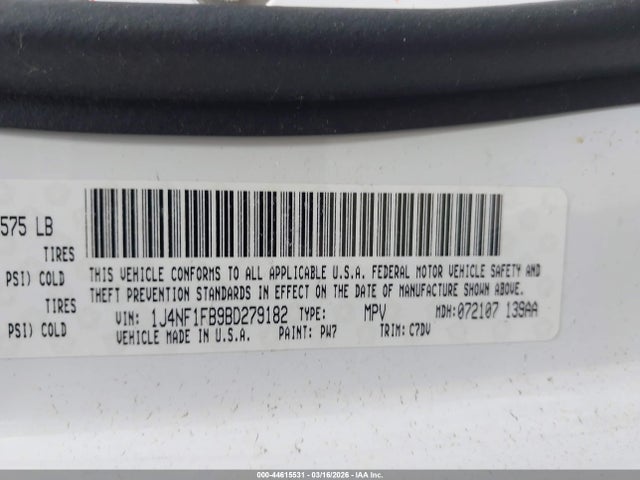 575 LB
TIRES
PSI) COLD
TIRES
PSI) COLD
THIS VEHICLE CONFORMS TO ALL APPLICABLE U.S.A. FEDERAL MOTOR VEHICLE SAFETY AND
THEFT PREVENTION STANDARDS IN EFFECT ON THE DATE OF MANUFACTURE SHOWN ABOVE.
VIN: 1J4NF1FB9BD279182 TYPE: MPV MDH:072107 139AA
VEHICLE MADE IN U.S.A. PAINT: PW7 TRIM: C7DV
000-44615531 - 03/16/2026 - IAA Inc.